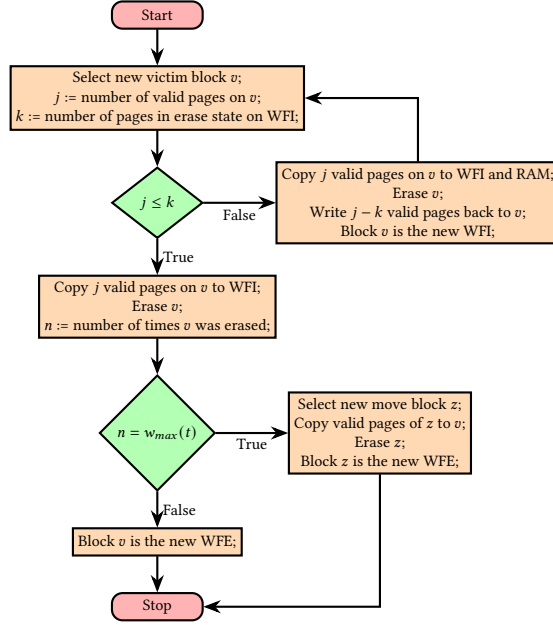 Start
Select new victim block v;
j := number of valid pages on v;
k := number of pages in erase state on WFI;
j ≤ k
False
Copy j valid pages on v to WFI and RAM;
Erase v;
Write j − k valid pages back to v;
Block v is the new WFI;
True
Copy j valid pages on v to WFI;
Erase v;
n := number of times v was erased;
n = w_max(t)
True
Select new move block z;
Copy valid pages of z to v;
Erase z;
Block z is the new WFE;
False
Block v is the new WFE;
Stop